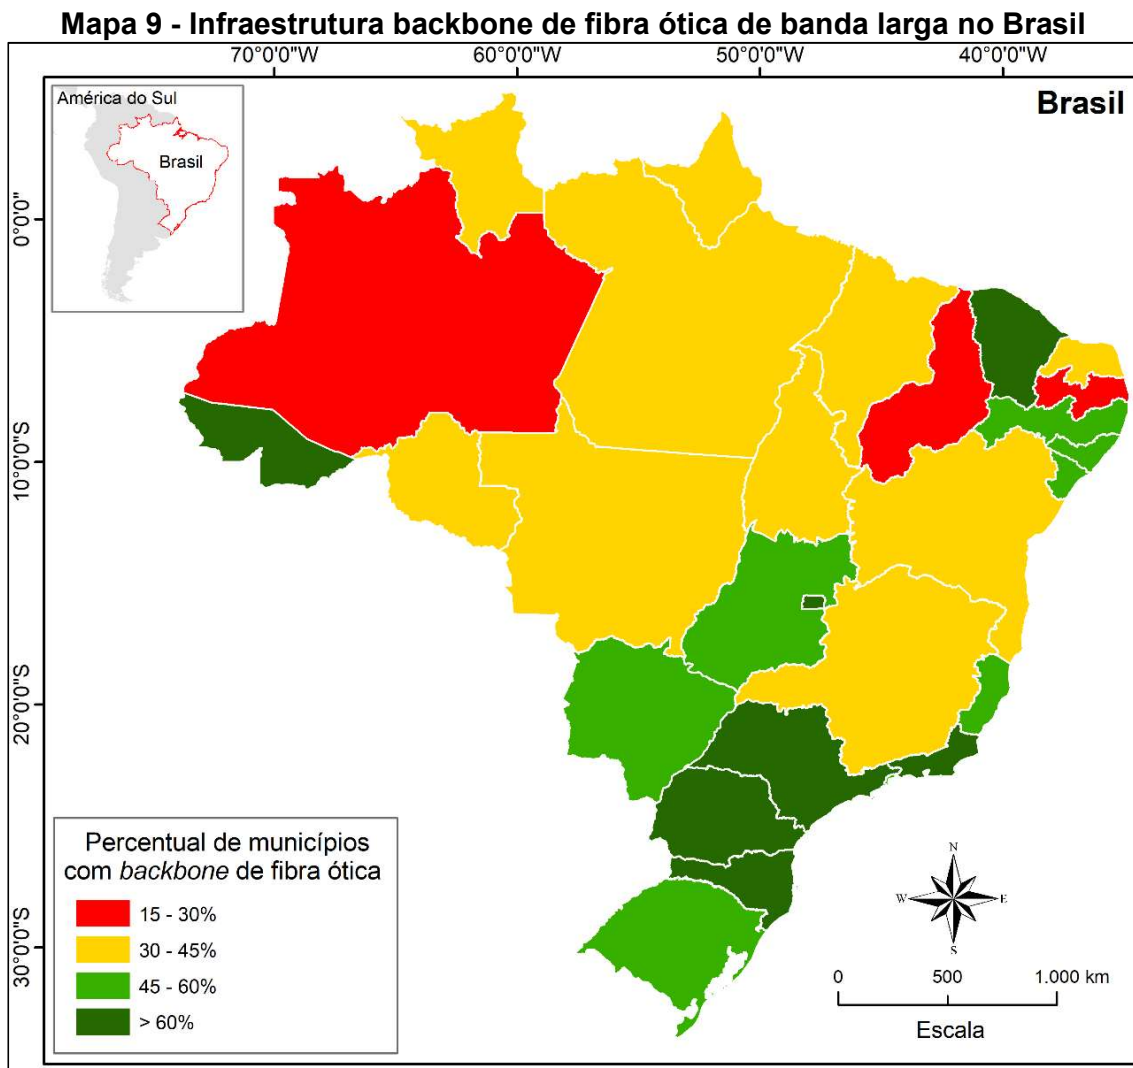 Mapa 9 - Infraestrutura backbone de fibra ótica de banda larga no Brasil
70°0'0"W 60°0'0"W 50°0'0"W 40°0'0"W
América do Sul
Brasil
Brasil
0°0'0"
10°0'0"S
20°0'0"S
30°0'0"S
Percentual de municípios
com backbone de fibra ótica
15 - 30%
30 - 45%
45 - 60%
> 60%
N
W E
S
0 500 1.000 km
Escala